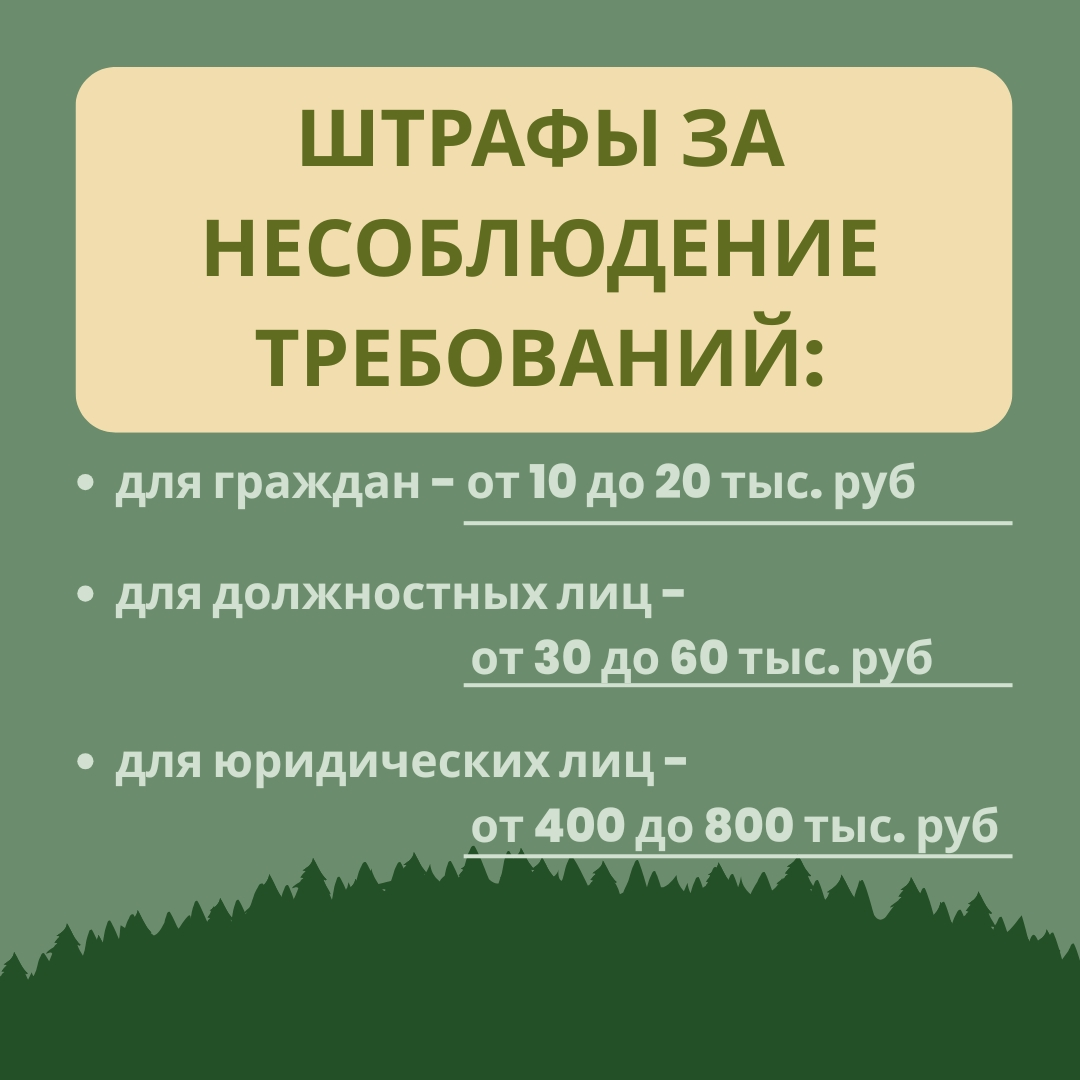 ШТРАФЫ ЗА
НЕСОБЛЮДЕНИЕ
ТРЕБОВАНИЙ:
• для граждан – от 10 до 20 тыс. руб
• для должностных лиц –
от 30 до 60 тыс. руб
• для юридических лиц –
от 400 до 800 тыс. руб